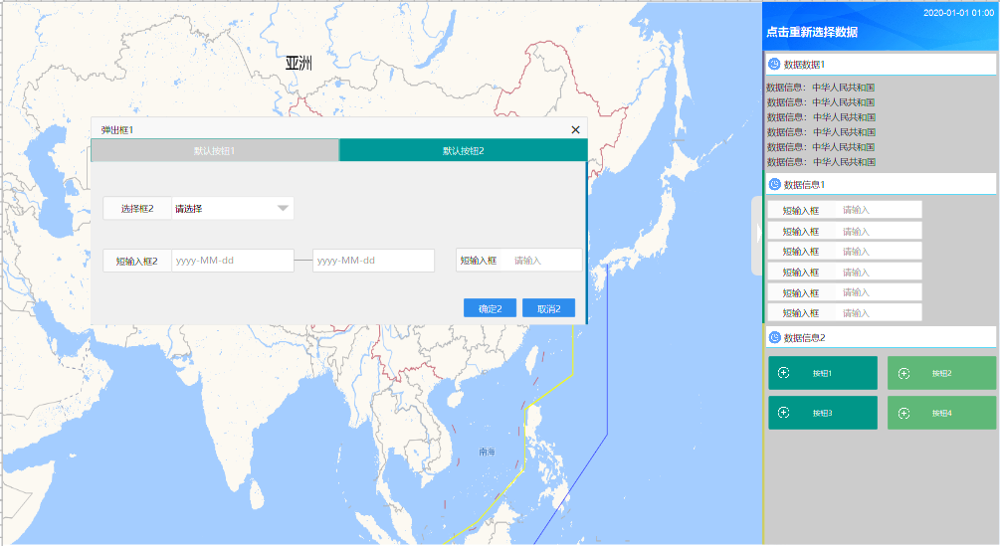 亚洲
南海
弹出框1
默认按钮1
默认按钮2
选择框2
请选择
短输入框2
yyyy-MM-dd
yyyy-MM-dd
短输入框
请输入
确定2
取消2
2020-01-01 01:00
点击重新选择数据
数据数据1
数据信息：中华人民共和国
数据信息：中华人民共和国
数据信息：中华人民共和国
数据信息：中华人民共和国
数据信息：中华人民共和国
数据信息：中华人民共和国
数据信息1
短输入框 请输入
短输入框 请输入
短输入框 请输入
短输入框 请输入
短输入框 请输入
短输入框 请输入
数据信息2
按钮1
按钮2
按钮3
按钮4